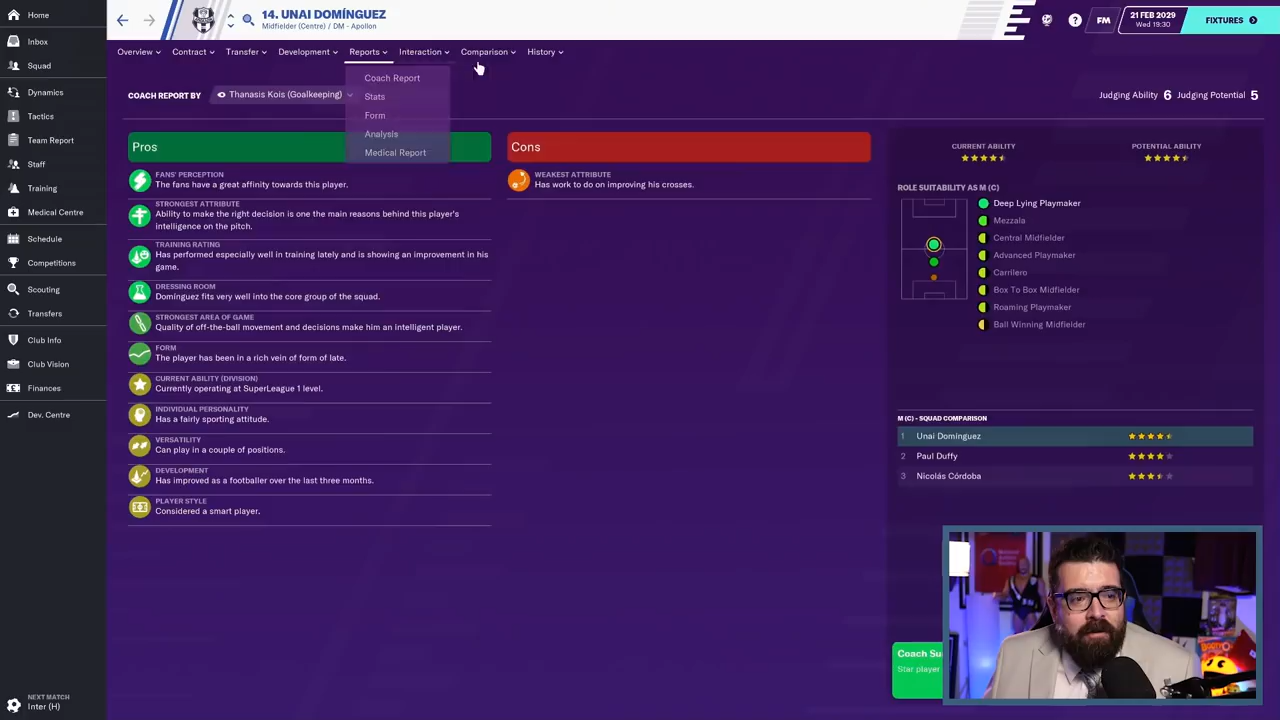 Home
Inbox
Squad
Dynamics
Tactics
Team Report
Staff
Training
Medical Centre
Schedule
Competitions
Scouting
Transfers
Club Info
Club Vision
Finances
Dev. Centre
NEXT MATCH
Inter (H)
14. UNAI DOMÍNGUEZ
Midfielder (Centre) / DM - Apollon
FM
21 FEB 2029
Wed 19:30
FIXTURES
Overview
Contract
Transfer
Development
Reports
Interaction
Comparison
History
Coach Report
Stats
Form
Analysis
Medical Report
COACH REPORT BY
Thanasis Kois (Goalkeeping)
Judging Ability 6 Judging Potential 5
Pros
FANS' PERCEPTION
The fans have a great affinity towards this player.
STRONGEST ATTRIBUTE
Ability to make the right decision is one the main reasons behind this player's
intelligence on the pitch.
TRAINING RATING
Has performed especially well in training lately and is showing an improvement in his
game.
DRESSING ROOM
Domínguez fits very well into the core group of the squad.
STRONGEST AREA OF GAME
Quality of off-the-ball movement and decisions make him an intelligent player.
FORM
The player has been in a rich vein of form of late.
CURRENT ABILITY (DIVISION)
Currently operating at SuperLeague 1 level.
INDIVIDUAL PERSONALITY
Has a fairly sporting attitude.
VERSATILITY
Can play in a couple of positions.
DEVELOPMENT
Has improved as a footballer over the last three months.
PLAYER STYLE
Considered a smart player.
Cons
WEAKEST ATTRIBUTE
Has work to do on improving his crosses.
CURRENT ABILITY
POTENTIAL ABILITY
ROLE SUITABILITY AS M (C)
Deep Lying Playmaker
Mezzala
Central Midfielder
Advanced Playmaker
Carrilero
Box To Box Midfielder
Roaming Playmaker
Ball Winning Midfielder
M (C) - SQUAD COMPARISON
1 Unai Domínguez
2 Paul Duffy
3 Nicolás Córdoba
Coach
Star player